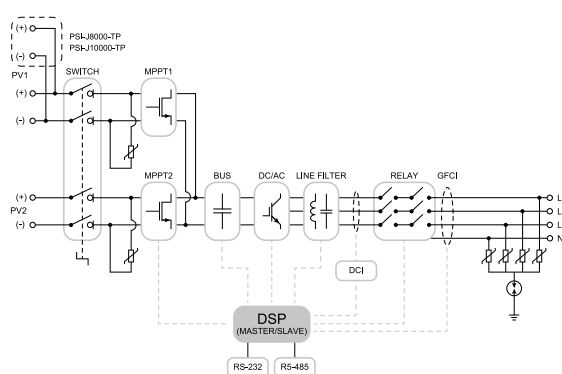 (+)
PSI-J8000-TP
(-)
PSI-J10000-TP
PV1
SWITCH
MPPT1
(+)
(-)
MPPT2
BUS
DC/AC
LINE FILTER
RELAY
GFCI
(+)
PV2
(-)
L
L
L
N
DCI
DSP
(MASTER/SLAVE)
RS-232
R5-485